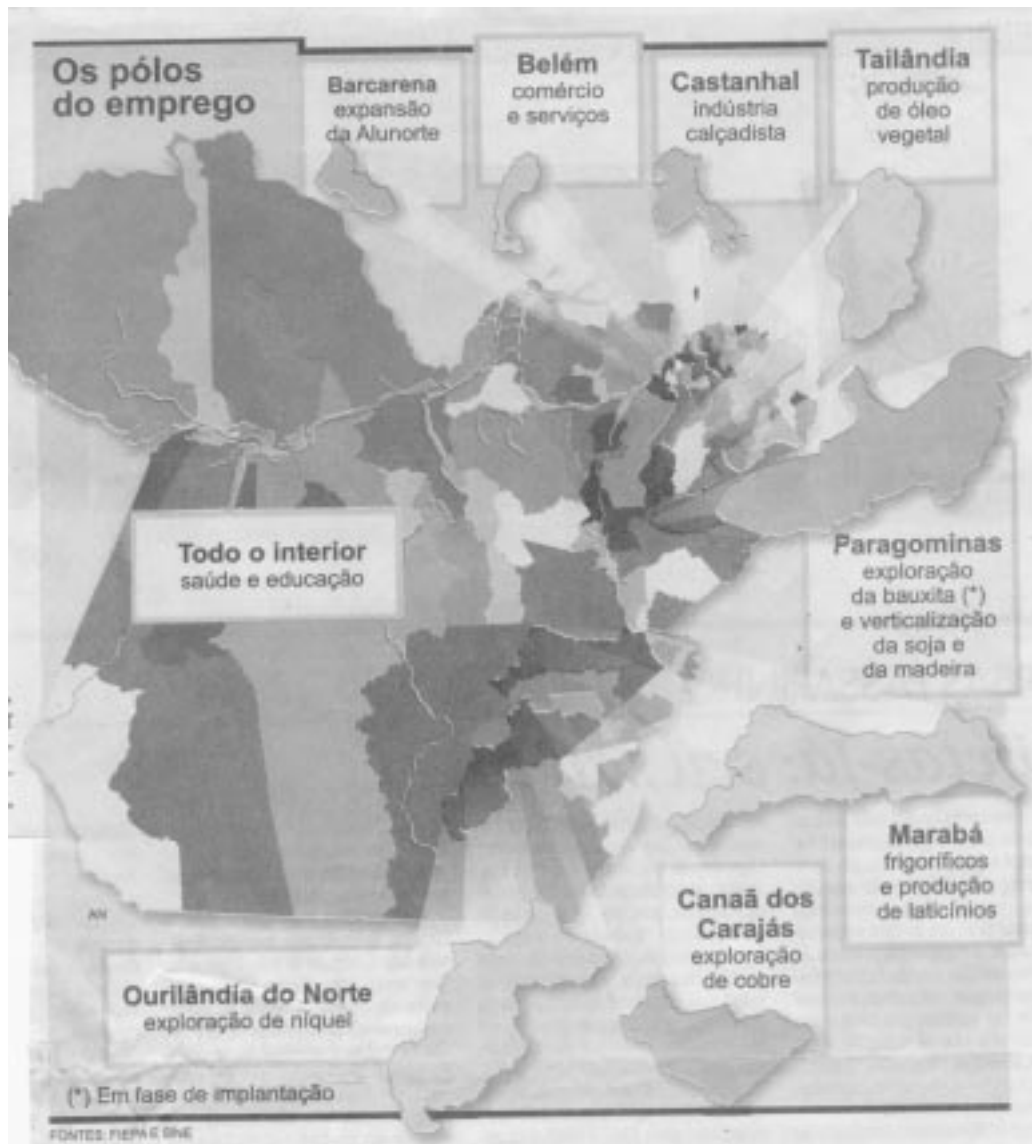 Os pólos
do emprego
Barcarena
expansão
da Alunorte
Belém
comércio
e serviços
Castanhal
indústria
calçadista
Tailândia
produção
de óleo
vegetal
Todo o interior
saúde e educação
Paragominas
exploração
da bauxita (*)
e verticalização
da soja e
da madeira
Marabá
frigoríficos
e produção
de laticínios
Canaã dos
Carajás
exploração
de cobre
AN
Ourilândia do Norte
exploração de níquel
(*) Em fase de implantação
FONTES: FIEPA E SINE